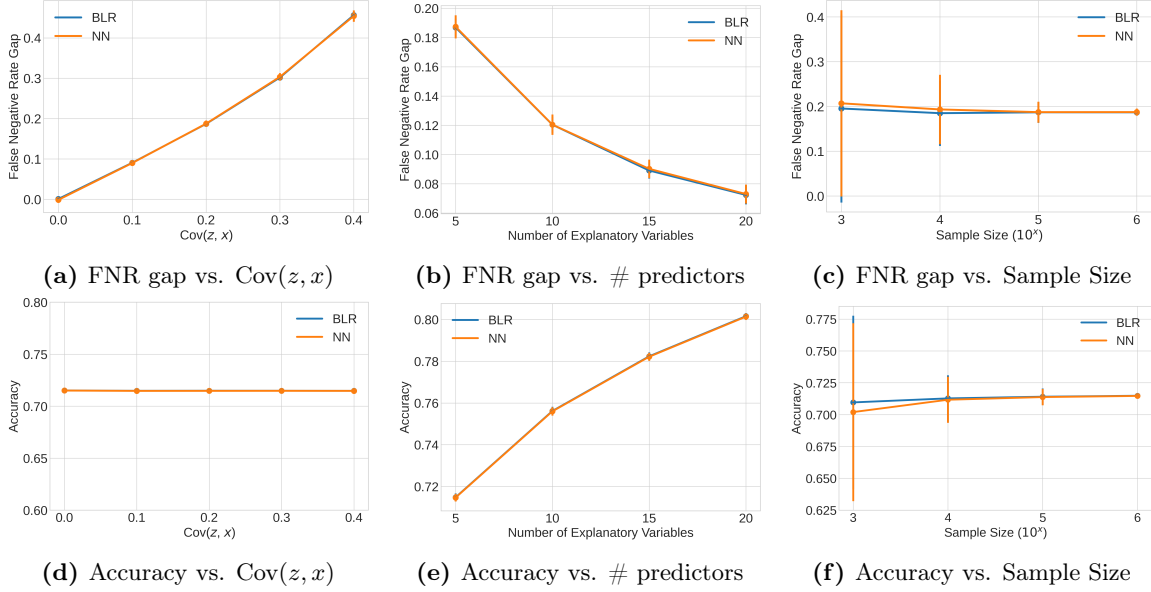 BLR
NN
False Negative Rate Gap
0.4
0.3
0.2
0.1
0.0
0.0 0.1 0.2 0.3 0.4
Cov(z, x)
(a) FNR gap vs. Cov(z, x)
BLR
NN
False Negative Rate Gap
0.20
0.18
0.16
0.14
0.12
0.10
0.08
0.06
5 10 15 20
Number of Explanatory Variables
(b) FNR gap vs. # predictors
BLR
NN
False Negative Rate Gap
0.4
0.3
0.2
0.1
0.0
3 4 5 6
Sample Size (10^x)
(c) FNR gap vs. Sample Size
BLR
NN
Accuracy
0.80
0.75
0.70
0.65
0.60
0.0 0.1 0.2 0.3 0.4
Cov(z, x)
(d) Accuracy vs. Cov(z, x)
BLR
NN
Accuracy
0.80
0.78
0.76
0.74
0.72
5 10 15 20
Number of Explanatory Variables
(e) Accuracy vs. # predictors
BLR
NN
Accuracy
0.775
0.750
0.725
0.700
0.675
0.650
0.625
3 4 5 6
Sample Size (10^x)
(f) Accuracy vs. Sample Size